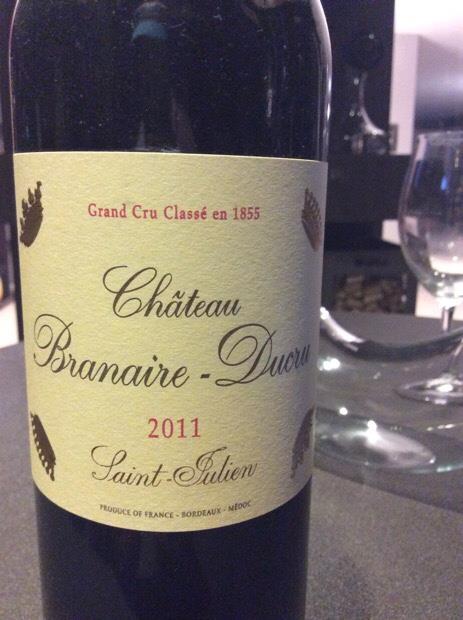 Grand Cru Classé en 1855
Château
Branaire-Ducru
2011
Saint-Julien
PRODUCE OF FRANCE - BORDEAUX - MÉDOC